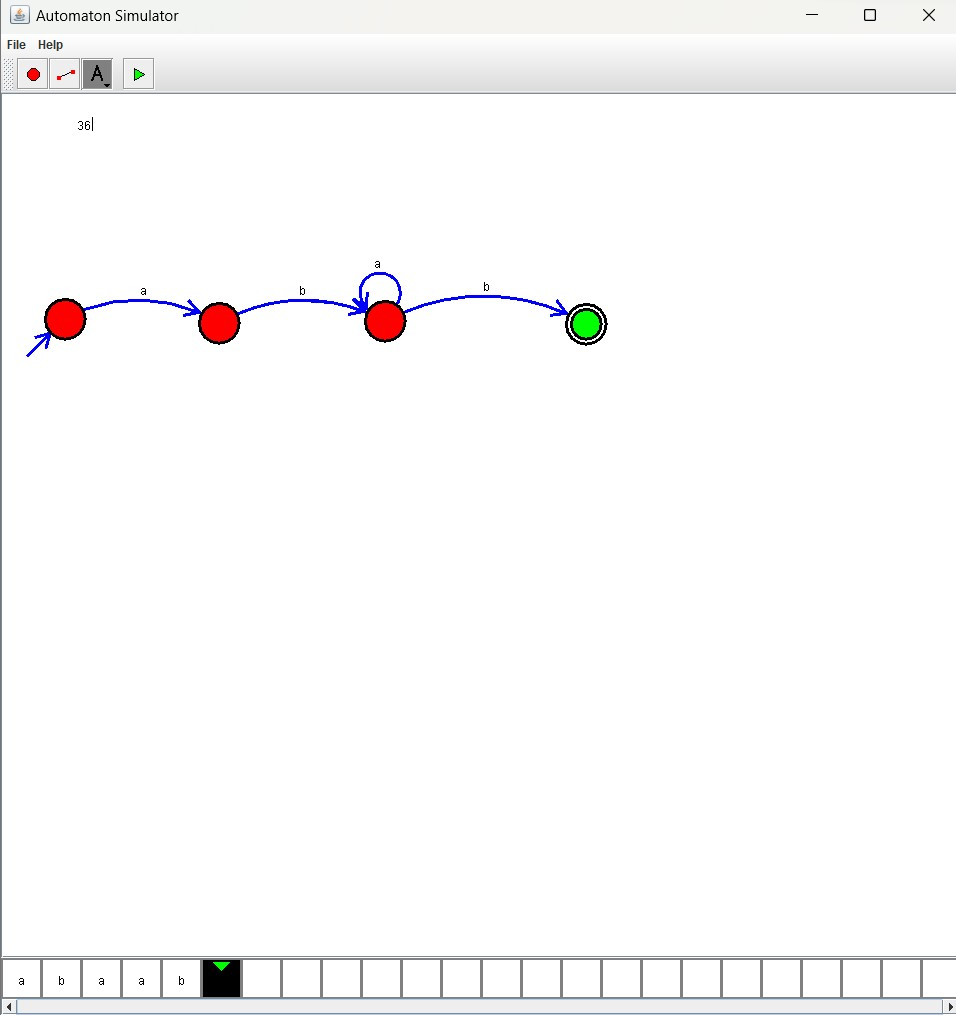 Automaton Simulator
File Help
A
36
a
a b b
a b a a b